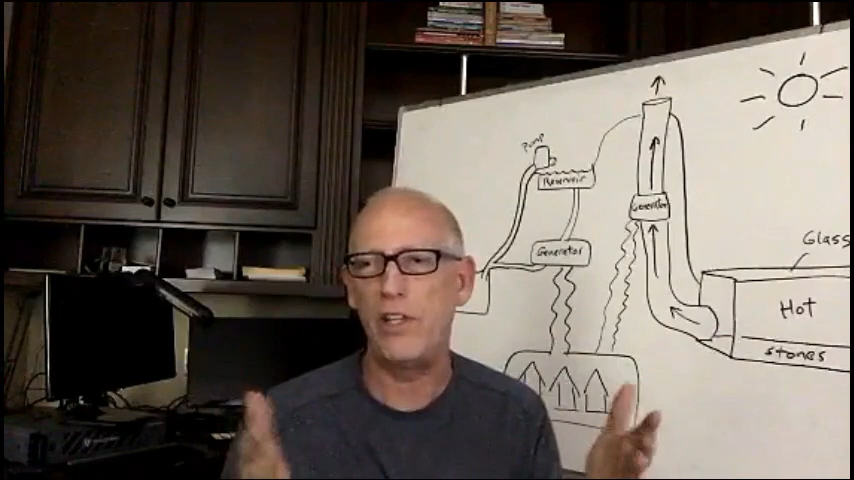 Pump
Reservoir
Generator
Generator
Glass
Hot
stones